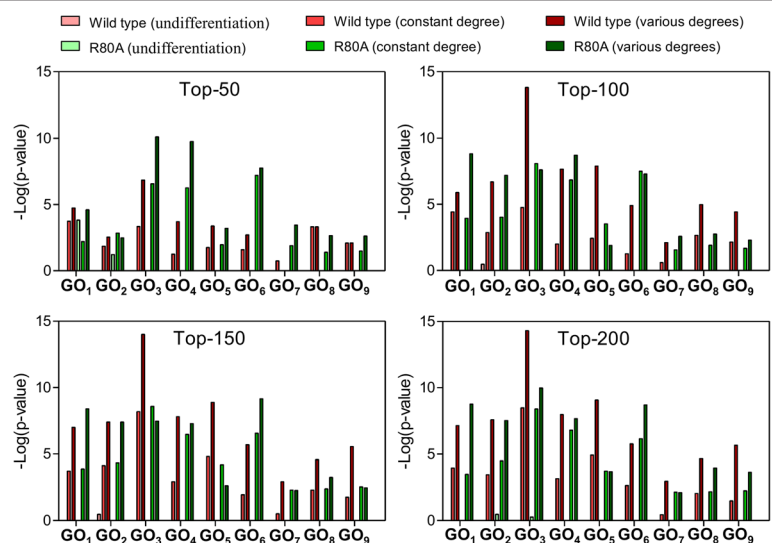 Wild type (undifferentiation) Wild type (constant degree) Wild type (various degrees)
R80A (undifferentiation) R80A (constant degree) R80A (various degrees)
Top-50
-Log(p-value)
15
10
5
0
GO1 GO2 GO3 GO4 GO5 GO6 GO7 GO8 GO9
Top-100
-Log(p-value)
15
10
5
0
GO1 GO2 GO3 GO4 GO5 GO6 GO7 GO8 GO9
Top-150
-Log(p-value)
15
10
5
0
GO1 GO2 GO3 GO4 GO5 GO6 GO7 GO8 GO9
Top-200
-Log(p-value)
15
10
5
0
GO1 GO2 GO3 GO4 GO5 GO6 GO7 GO8 GO9